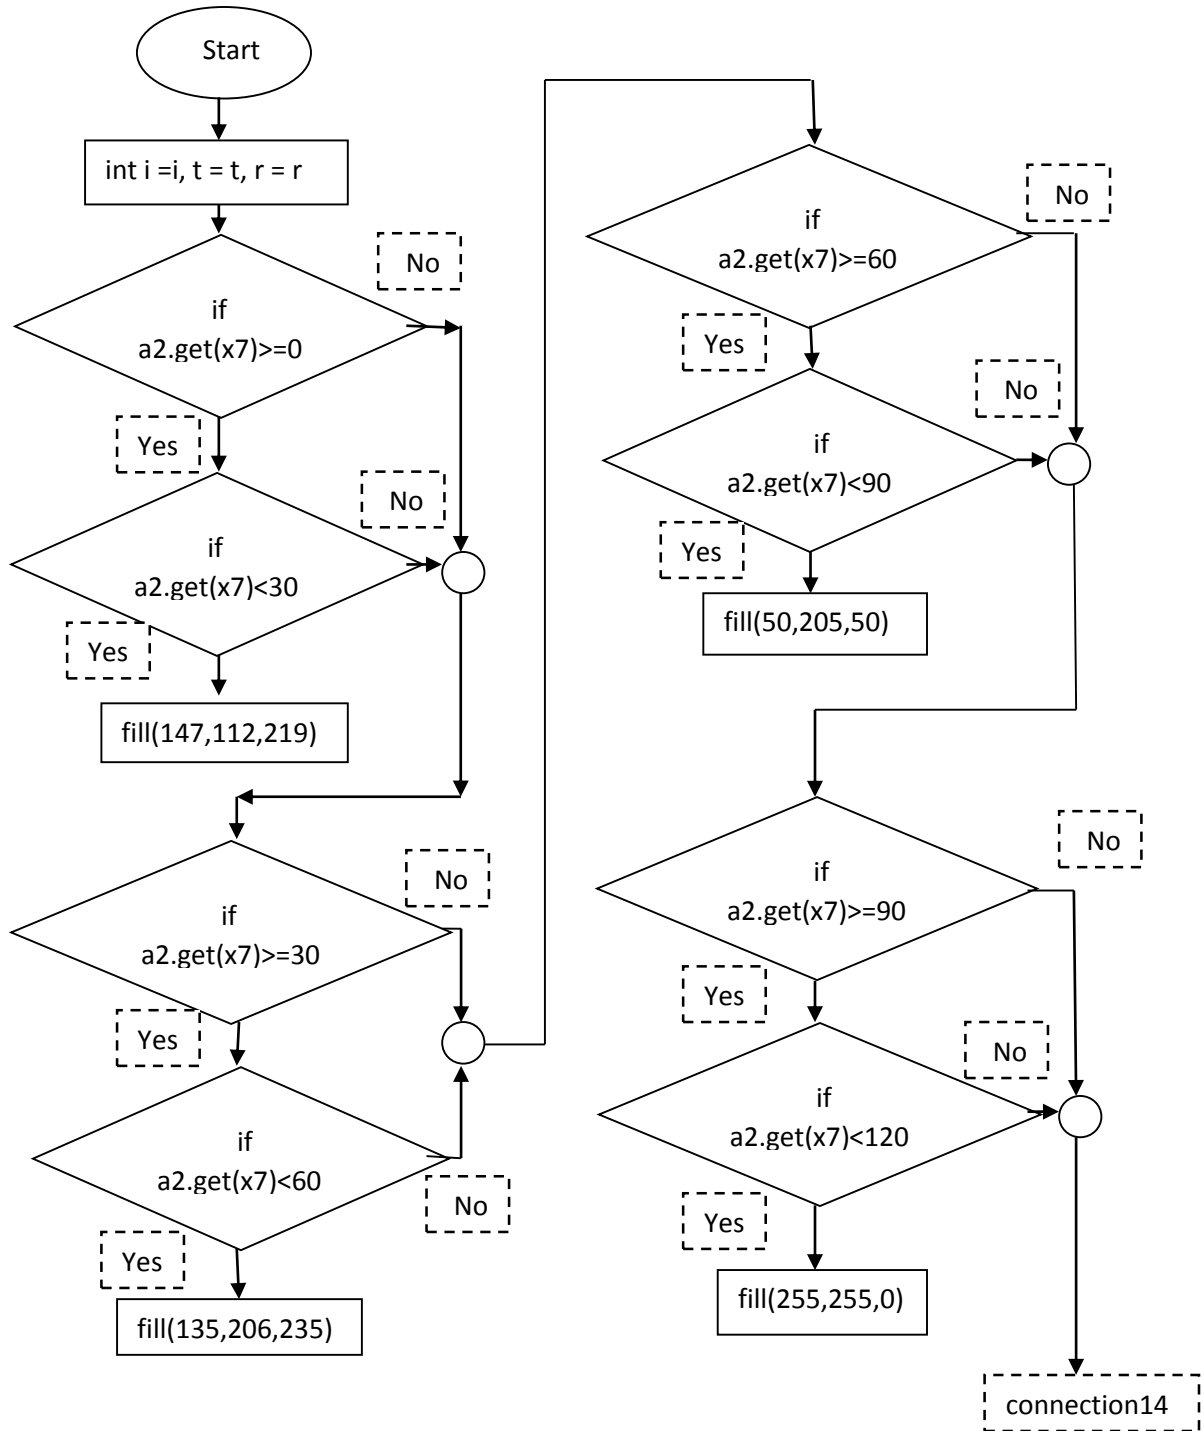 Start
int i =i, t = t, r = r
No
if
a2.get(x7)>=0
Yes
No
if
a2.get(x7)<30
Yes
fill(147,112,219)
No
if
a2.get(x7)>=30
Yes
if
a2.get(x7)<60
No
Yes
fill(135,206,235)
No
if
a2.get(x7)>=60
Yes
No
if
a2.get(x7)<90
Yes
fill(50,205,50)
No
if
a2.get(x7)>=90
Yes
No
if
a2.get(x7)<120
Yes
fill(255,255,0)
connection14